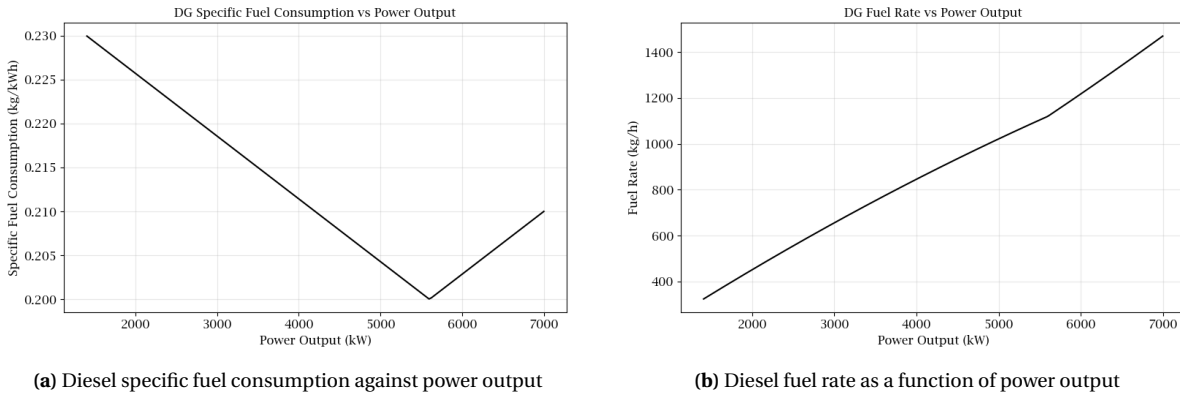 DG Specific Fuel Consumption vs Power Output
Specific Fuel Consumption (kg/kWh)
0.230
0.225
0.220
0.215
0.210
0.205
0.200
2000 3000 4000 5000 6000 7000
Power Output (kW)
(a) Diesel specific fuel consumption against power output
DG Fuel Rate vs Power Output
Fuel Rate (kg/h)
1400
1200
1000
800
600
400
2000 3000 4000 5000 6000 7000
Power Output (kW)
(b) Diesel fuel rate as a function of power output